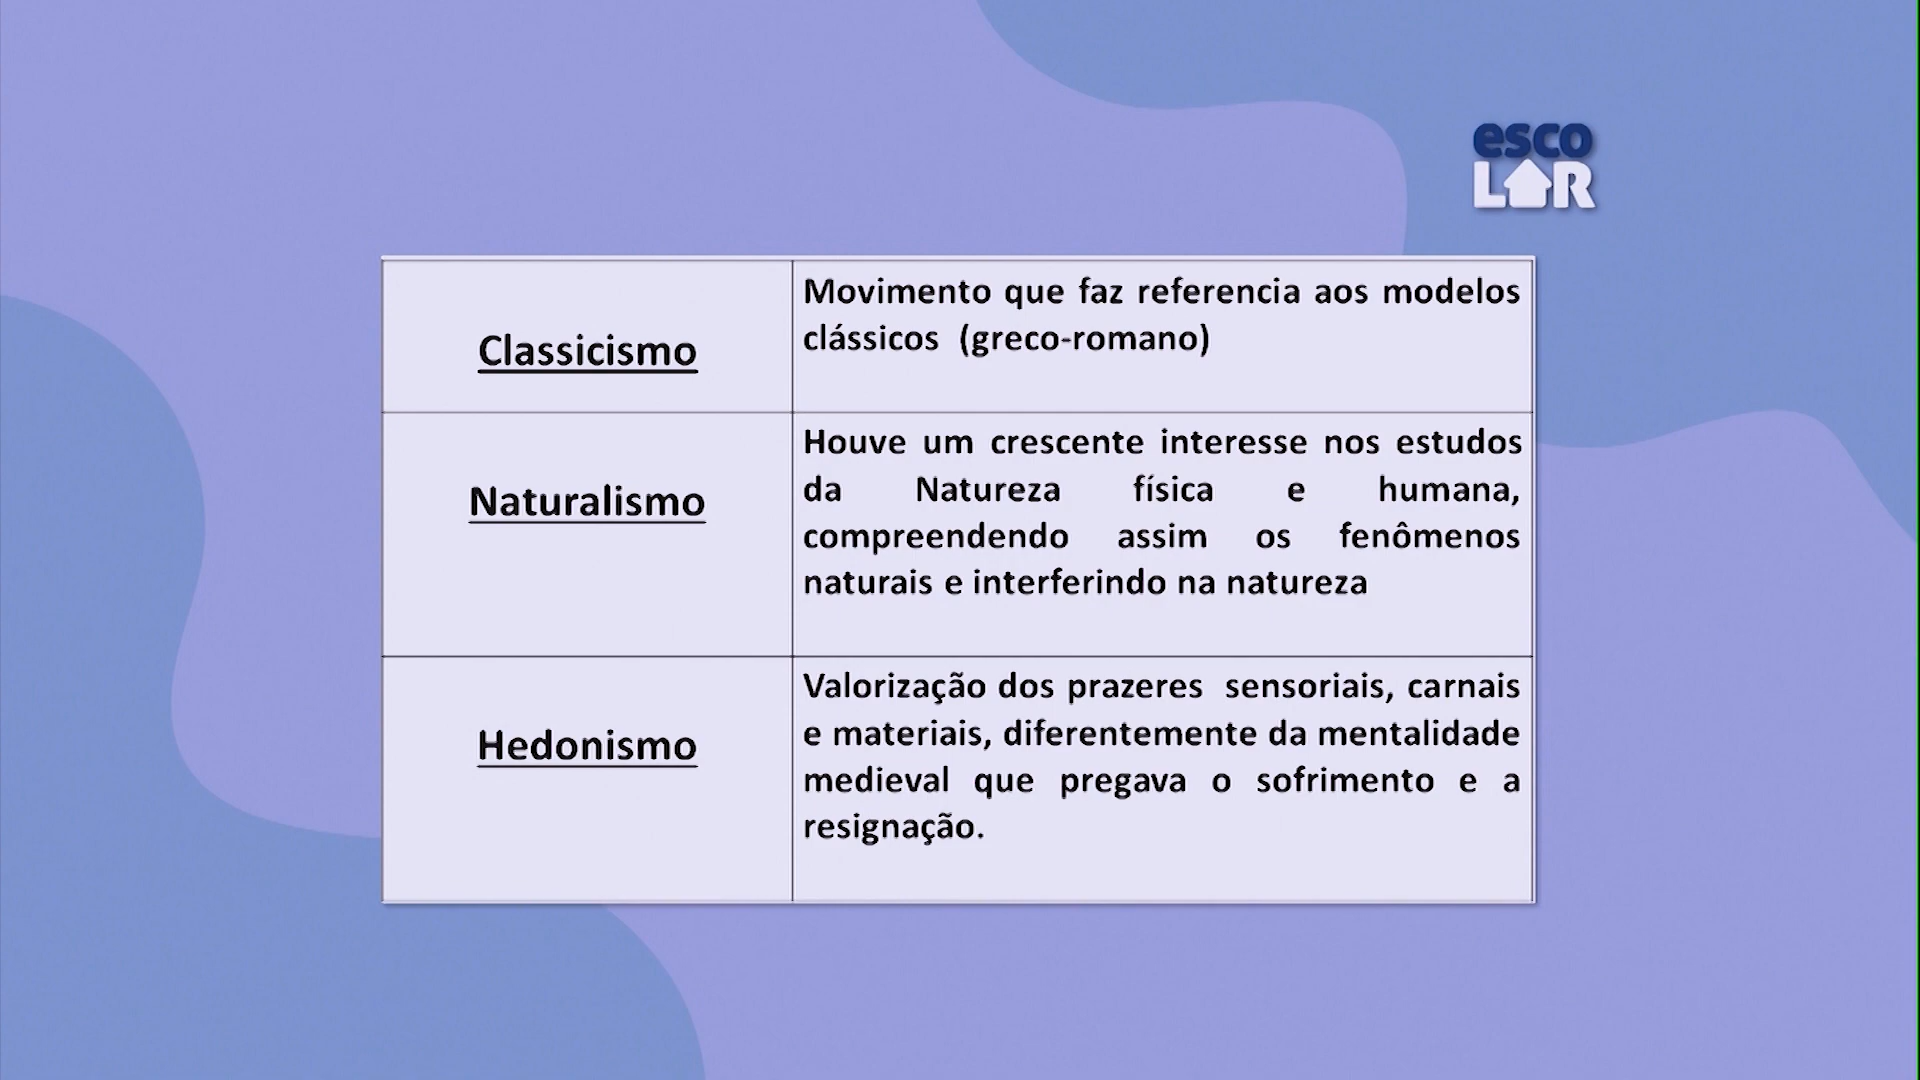 esco
LAR
Classicismo
Movimento que faz referencia aos modelos
clássicos (greco-romano)
Naturalismo
Houve um crescente interesse nos estudos
da Natureza física e humana,
compreendendo assim os fenômenos
naturais e interferindo na natureza
Hedonismo
Valorização dos prazeres sensoriais, carnais
e materiais, diferentemente da mentalidade
medieval que pregava o sofrimento e a
resignação.